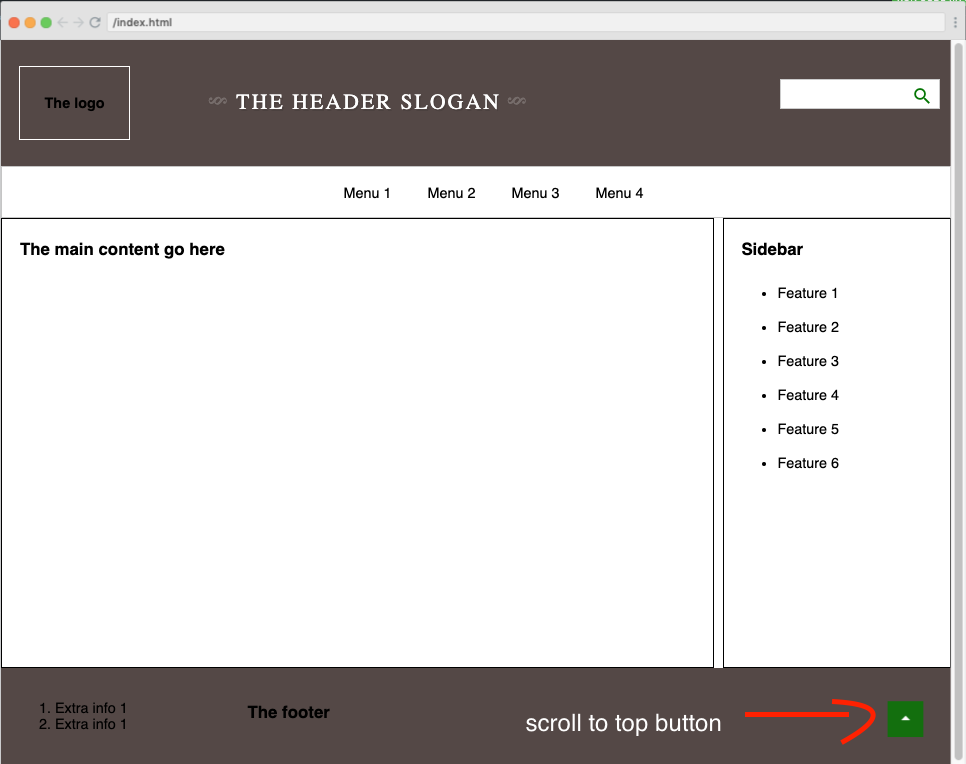 /index.html
The logo
THE HEADER SLOGAN
Menu 1 Menu 2 Menu 3 Menu 4
The main content go here
Sidebar
Feature 1
Feature 2
Feature 3
Feature 4
Feature 5
Feature 6
1. Extra info 1
2. Extra info 1
The footer
scroll to top button